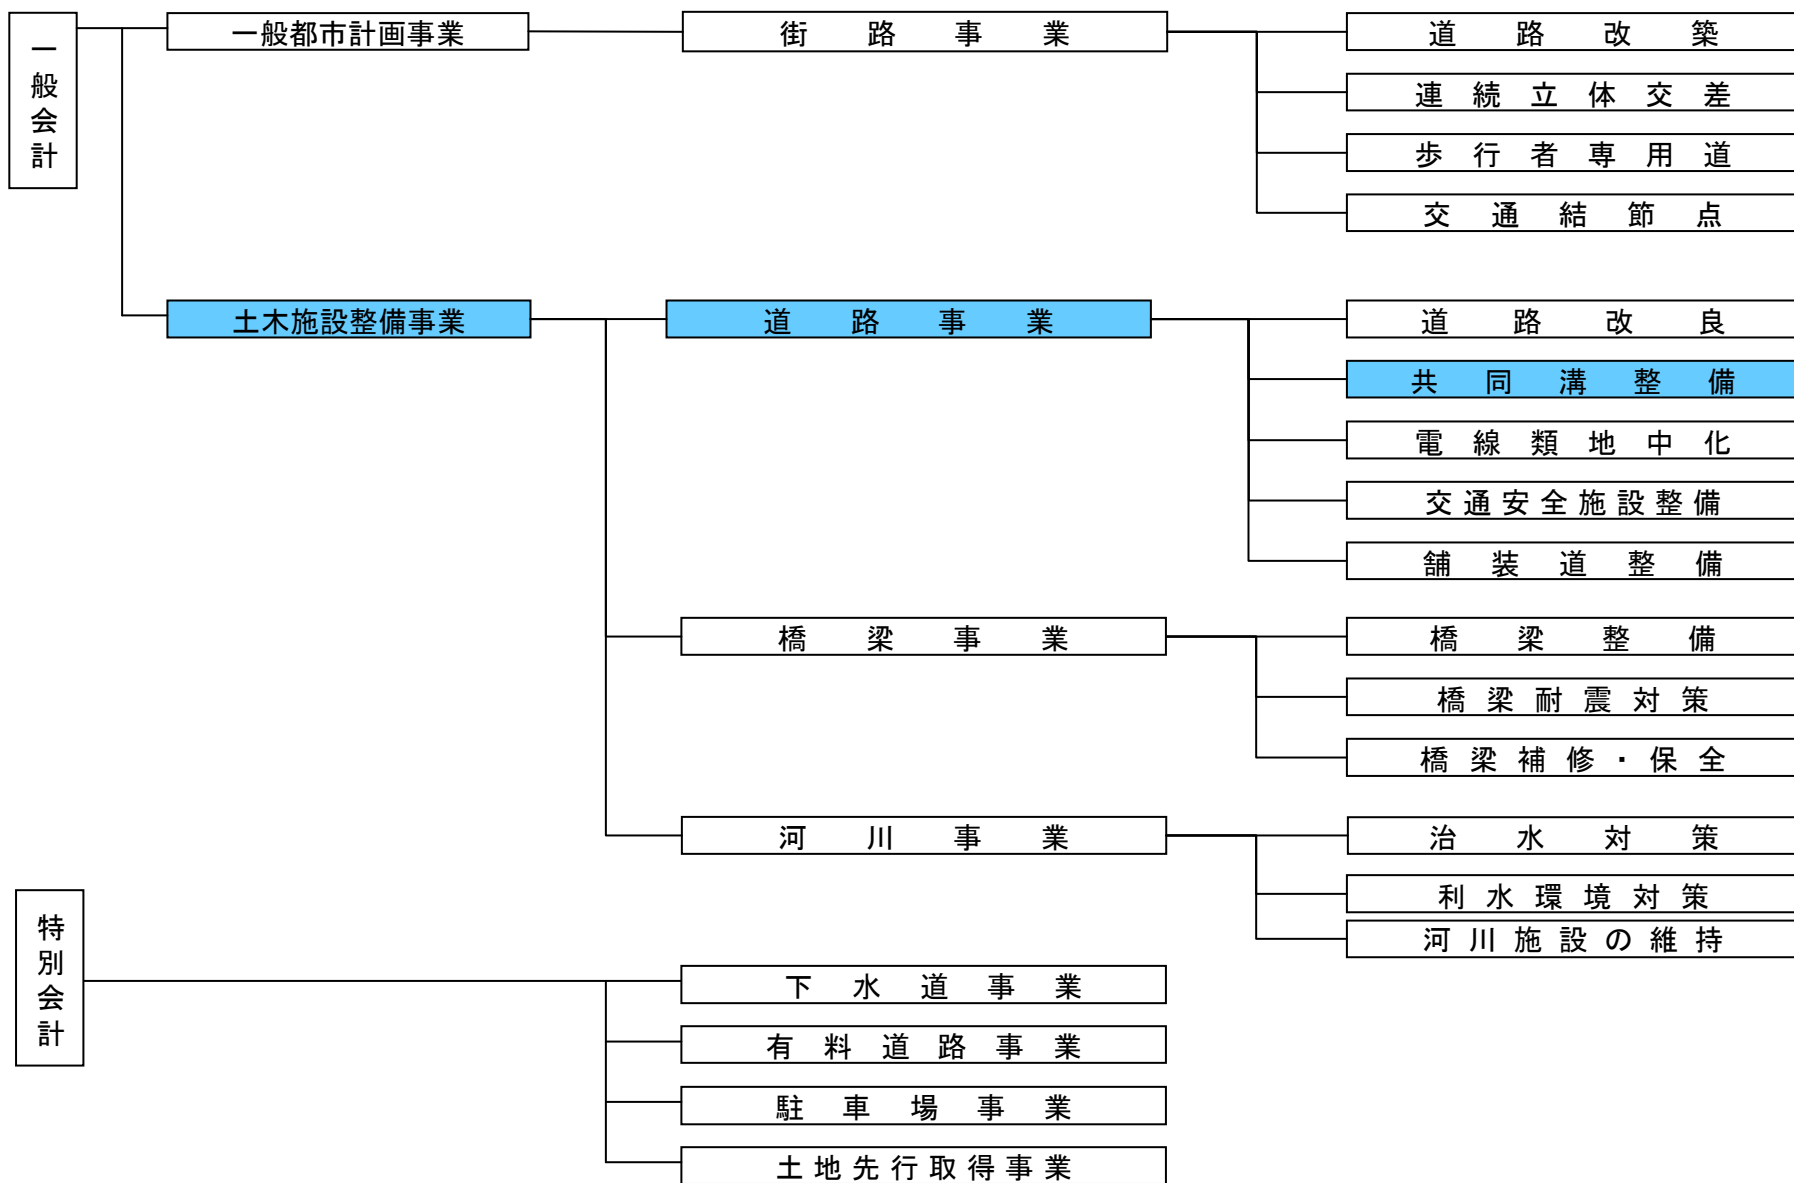 一般会計
一般都市計画事業
街路事業
道路改築
連続立体交差
歩行者専用道
交通結節点
土木施設整備事業
道路事業
道路改良
共同溝整備
電線類地中化
交通安全施設整備
舗装道整備
橋梁事業
橋梁整備
橋梁耐震対策
橋梁補修・保全
河川事業
治水対策
利水環境対策
河川施設の維持
特別会計
下水道事業
有料道路事業
駐車場事業
土地先行取得事業